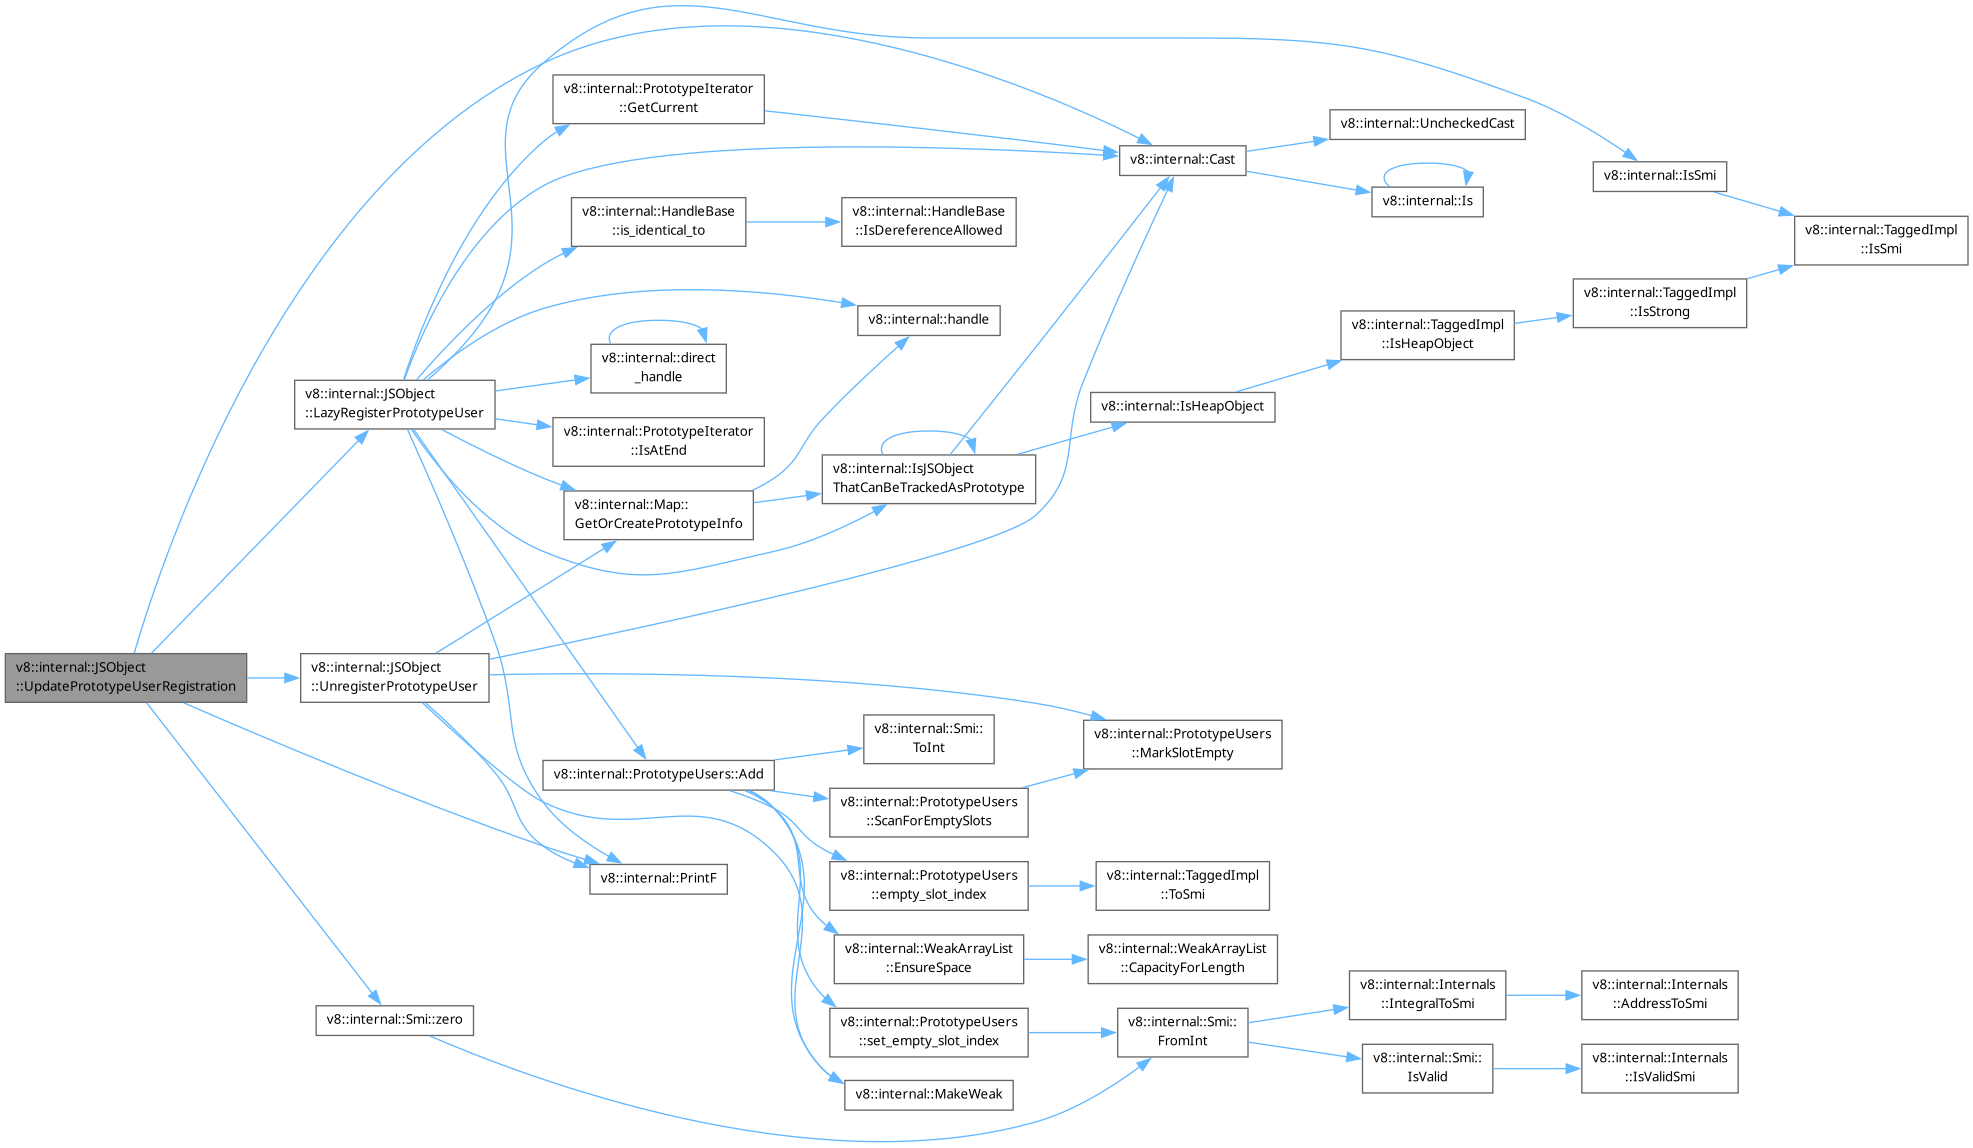 v8::internal::JSObject
::UpdatePrototypeUserRegistration
v8::internal::JSObject
::LazyRegisterPrototypeUser
v8::internal::JSObject
::UnregisterPrototypeUser
v8::internal::Smi::zero
v8::internal::PrototypeIterator
::GetCurrent
v8::internal::HandleBase
::is_identical_to
v8::internal::direct
_handle
v8::internal::PrototypeIterator
::IsAtEnd
v8::internal::Map::
GetOrCreatePrototypeInfo
v8::internal::PrototypeUsers::Add
v8::internal::PrintF
v8::internal::HandleBase
::IsDereferenceAllowed
v8::internal::handle
v8::internal::IsJSObject
ThatCanBeTrackedAsPrototype
v8::internal::Smi::
ToInt
v8::internal::PrototypeUsers
::ScanForEmptySlots
v8::internal::PrototypeUsers
::empty_slot_index
v8::internal::WeakArrayList
::EnsureSpace
v8::internal::PrototypeUsers
::set_empty_slot_index
v8::internal::MakeWeak
v8::internal::Cast
v8::internal::IsHeapObject
v8::internal::PrototypeUsers
::MarkSlotEmpty
v8::internal::TaggedImpl
::ToSmi
v8::internal::WeakArrayList
::CapacityForLength
v8::internal::Smi::
FromInt
v8::internal::UncheckedCast
v8::internal::Is
v8::internal::TaggedImpl
::IsHeapObject
v8::internal::Internals
::IntegralToSmi
v8::internal::Smi::
IsValid
v8::internal::IsSmi
v8::internal::TaggedImpl
::IsStrong
v8::internal::Internals
::AddressToSmi
v8::internal::Internals
::IsValidSmi
v8::internal::TaggedImpl
::IsSmi